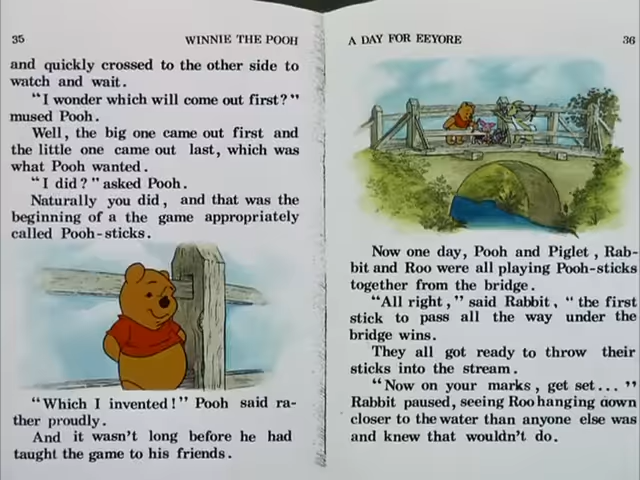 35 WINNIE THE POOH
and quickly crossed to the other side to
watch and wait.
"I wonder which will come out first?"
mused Pooh.
Well, the big one came out first and
the little one came out last, which was
what Pooh wanted.
"I did?" asked Pooh.
Naturally you did, and that was the
beginning of a the game appropriately
called Pooh-sticks.
"Which I invented!" Pooh said ra-
ther proudly.
And it wasn't long before he had
taught the game to his friends.
A DAY FOR EEYORE 36
Now one day, Pooh and Piglet, Rab-
bit and Roo were all playing Pooh-sticks
together from the bridge.
"All right," said Rabbit, "the first
stick to pass all the way under the
bridge wins.
They all got ready to throw their
sticks into the stream.
"Now on your marks, get set..."
Rabbit paused, seeing Roo hanging down
closer to the water than anyone else was
and knew that wouldn't do.